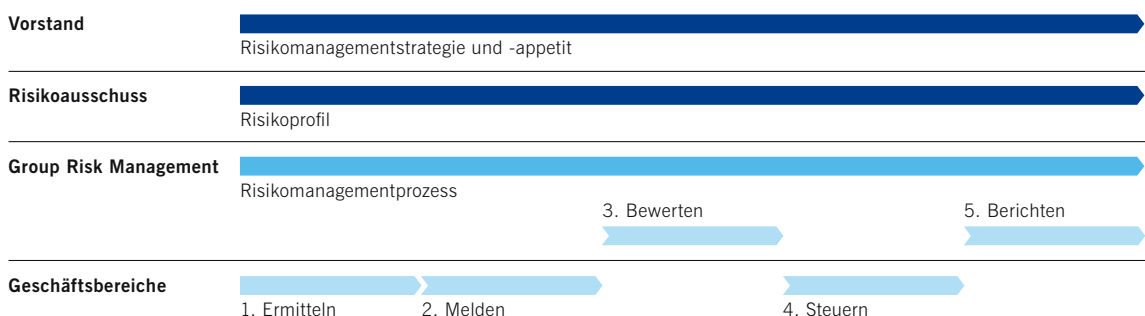 Vorstand
Risikomanagementstrategie und -appetit
Risikoausschuss
Risikoprofil
Group Risk Management
Risikomanagementprozess
3. Bewerten 5. Berichten
Geschäftsbereiche
1. Ermitteln 2. Melden 4. Steuern